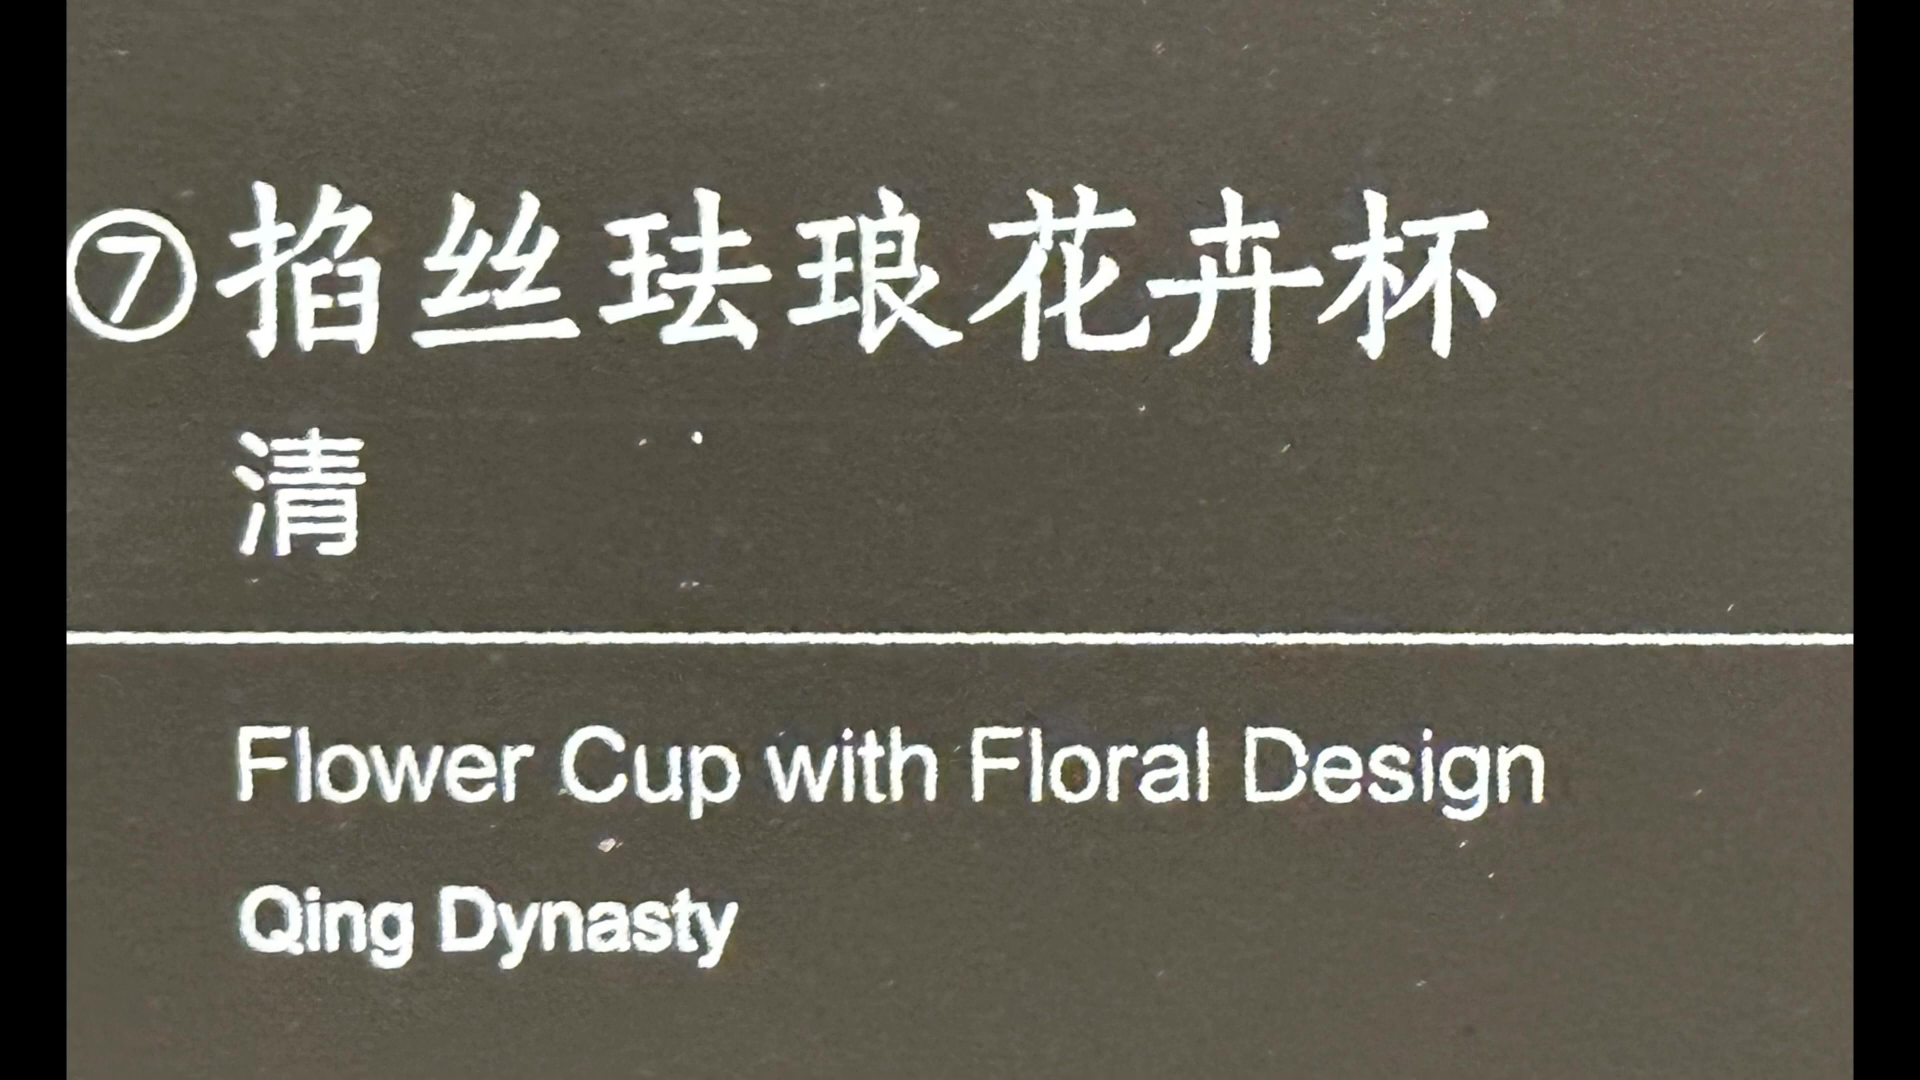 ⑦掐丝珐琅花卉杯
清
Flower Cup with Floral Design
Qing Dynasty